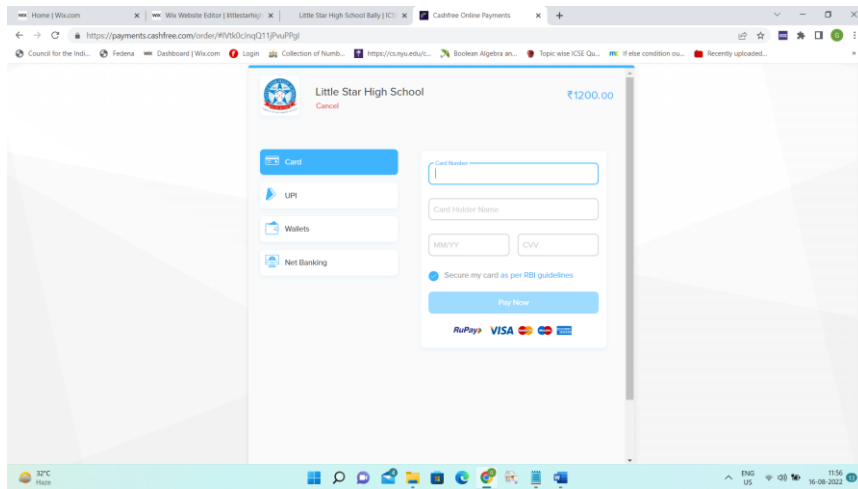 Home | Wix.com
Wix Website Editor | littlestarhig
Little Star High School Bally | ICS
Cashfree Online Payments
https://payments.cashfree.com/order/#
Council for the Indi...
Fedena
Dashboard | Wix.com
Login
Collection of Numb...
https://cs.nyu.edu/c...
Boolean Algebra an...
Topic wise ICSE Qu...
If else condition ou...
Recently uploaded...
Little Star High School
Cancel
₹1200.00
Card
UPI
Wallets
Net Banking
Card Number
Card Holder Name
MM/YY
CVV
Secure my card as per RBI guidelines
Pay Now
RuPay VISA
32°C
Haze
ENG
US
11:56
16-08-2022